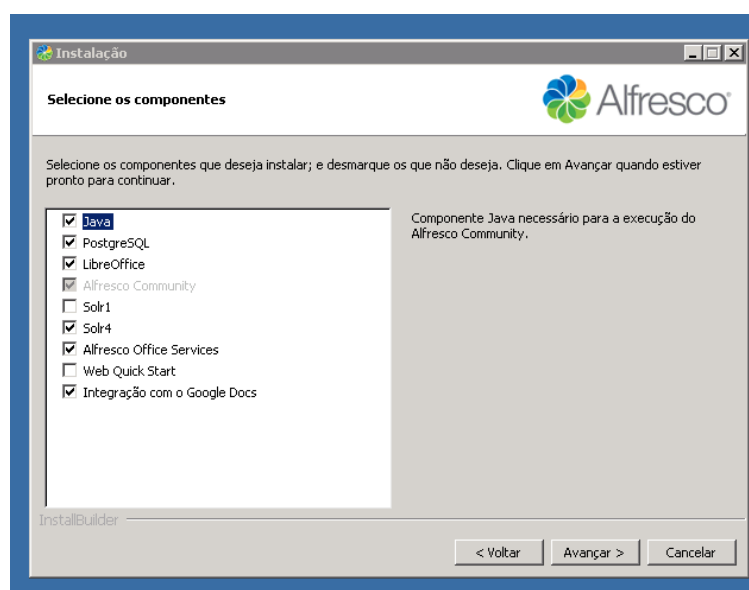 Instalação
Selecione os componentes
Alfresco
Selecione os componentes que deseja instalar; e desmarque os que não deseja. Clique em Avançar quando estiver
pronto para continuar.
Java
PostgreSQL
LibreOffice
Alfresco Community
Solr1
Solr4
Alfresco Office Services
Web Quick Start
Integração com o Google Docs
Componente Java necessário para a execução do
Alfresco Community.
InstallBuilder
< Voltar
Avançar >
Cancelar